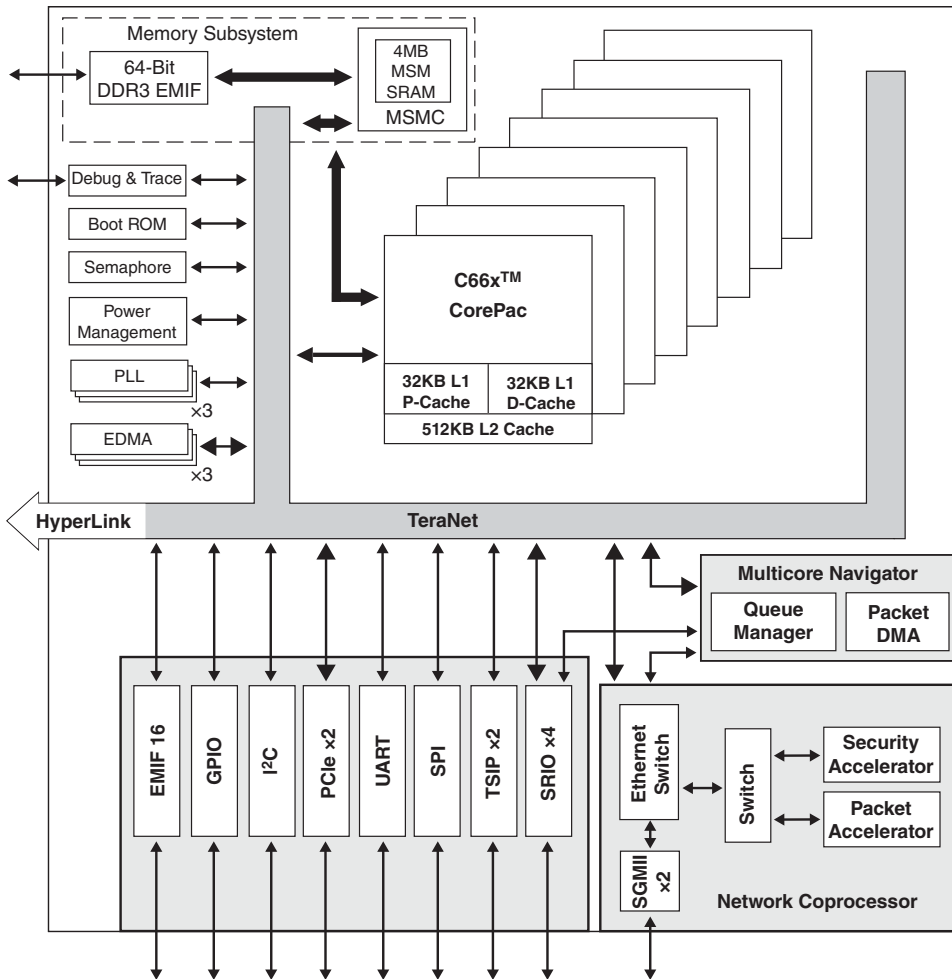 Memory Subsystem
64-Bit
DDR3 EMIF
4MB
MSM
SRAM
MSMC
Debug & Trace
Boot ROM
Semaphore
Power
Management
PLL
×3
EDMA
×3
C66x™
CorePac
32KB L1
P-Cache
32KB L1
D-Cache
512KB L2 Cache
HyperLink
TeraNet
Multicore Navigator
Queue
Manager
Packet
DMA
EMIF 16
GPIO
I²C
PCIe ×2
UART
SPI
TSIP ×2
SRIO ×4
Ethernet
Switch
Switch
Security
Accelerator
Packet
Accelerator
SGMII
×2
Network Coprocessor